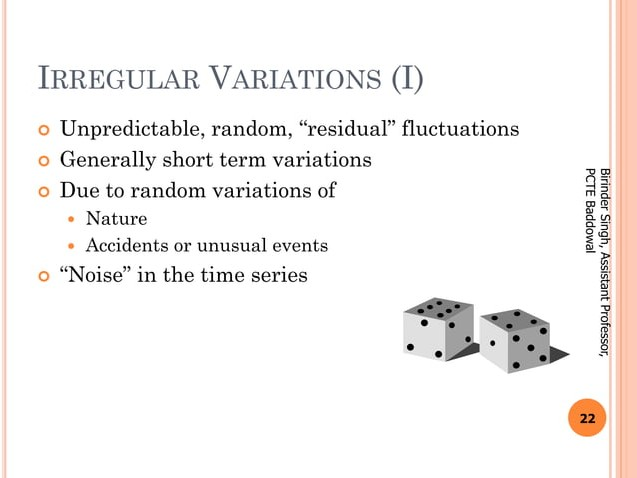 IRREGULAR VARIATIONS (I)
Unpredictable, random, “residual” fluctuations
Generally short term variations
Due to random variations of
Nature
Accidents or unusual events
“Noise” in the time series
Birinder Singh, Assistant Professor,
PCTE Baddowal
22